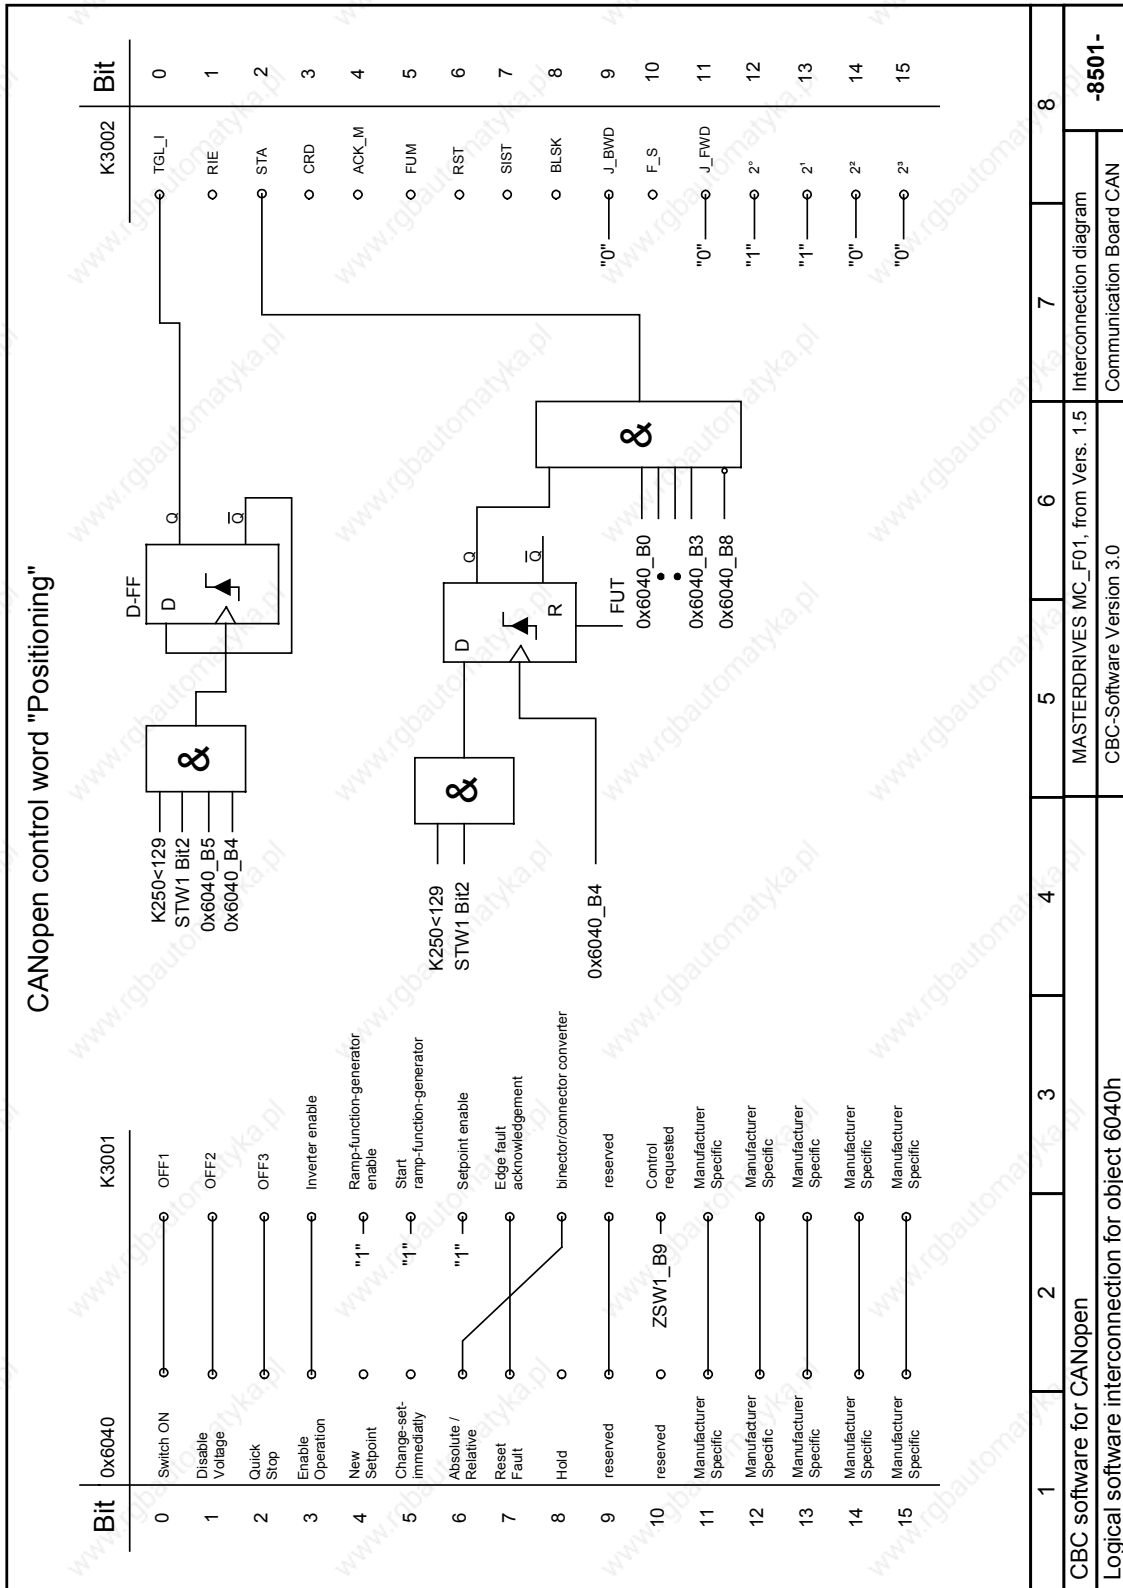 CANopen control word "Positioning"
Bit 0x6040 K3001
0 Switch ON OFF1
1 Disable Voltage OFF2
2 Quick Stop OFF3
3 Enable Operation Inverter enable
4 New Setpoint "1" Ramp-function-generator enable
5 Change-set-immediatly "1" Start ramp-function-generator
6 Absolute / Relative "1" Setpoint enable
7 Reset Fault Edge fault acknowledgement
8 Hold binector/connector converter
9 reserved reserved
10 reserved ZSW1_B9 Control requested
11 Manufacturer Specific Manufacturer Specific
12 Manufacturer Specific Manufacturer Specific
13 Manufacturer Specific Manufacturer Specific
14 Manufacturer Specific Manufacturer Specific
15 Manufacturer Specific Manufacturer Specific
K250<129
STW1 Bit2
0x6040_B5
0x6040_B4
&
D-FF
D
Q
Q
K250<129
STW1 Bit2
&
0x6040_B4
D
Q
Q
R
FUT
0x6040_B0
0x6040_B3
0x6040_B8
&
K3002 Bit
TGL_I 0
RIE 1
STA 2
CRD 3
ACK_M 4
FUM 5
RST 6
SIST 7
BLSK 8
"0" J_BWD 9
F_S 10
"0" J_FWD 11
"1" 2° 12
"1" 2¹ 13
"0" 2² 14
"0" 2³ 15
1 2 3 4 5 6 7 8
CBC software for CANopen
MASTERDRIVES MC_F01, from Vers. 1.5
Interconnection diagram
-8501-
Logical software interconnection for object 6040h
CBC-Software Version 3.0
Communication Board CAN
www.rgbautomatyka.pl